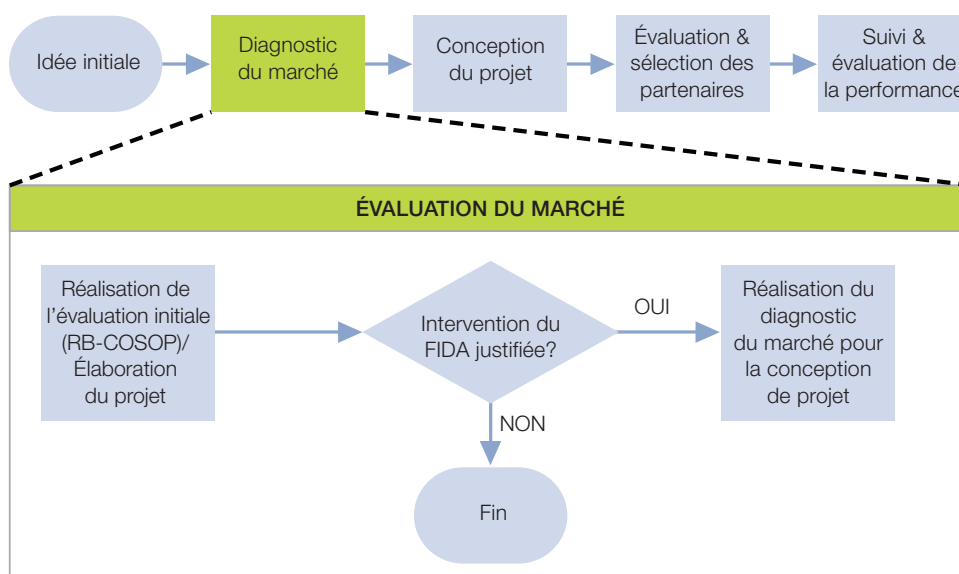 Idée initiale
Diagnostic
du marché
Conception
du projet
Évaluation &
sélection des
partenaires
Suivi &
évaluation de
la performance
ÉVALUATION DU MARCHÉ
Réalisation de
l'évaluation initiale
(RB-COSOP)/
Élaboration
du projet
Intervention du
FIDA justifiée?
OUI
Réalisation du
diagnostic
du marché pour
la conception
de projet
NON
Fin